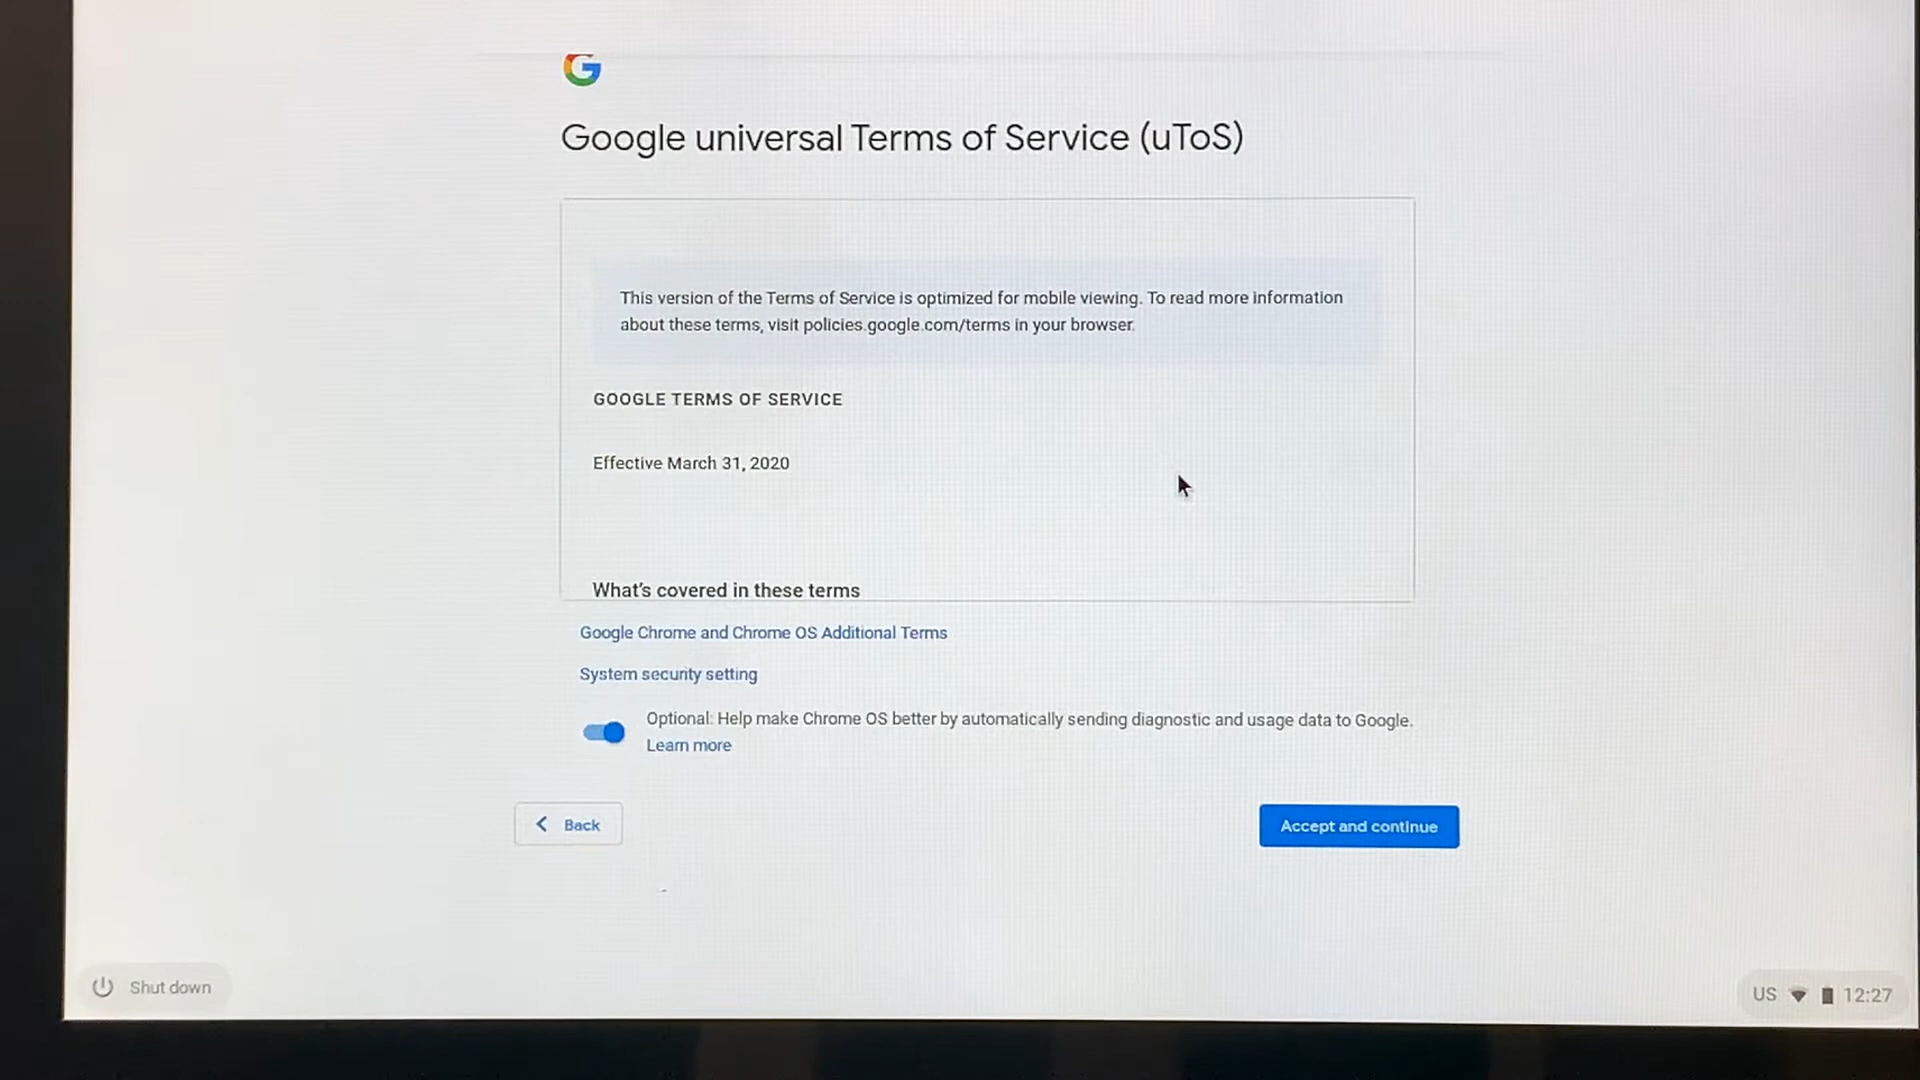 Google universal Terms of Service (uToS)
This version of the Terms of Service is optimized for mobile viewing. To read more information
about these terms, visit policies.google.com/terms in your browser.
GOOGLE TERMS OF SERVICE
Effective March 31, 2020
What's covered in these terms
Google Chrome and Chrome OS Additional Terms
System security setting
Optional: Help make Chrome OS better by automatically sending diagnostic and usage data to Google.
Learn more
Back
Accept and continue
Shut down
US 12:27